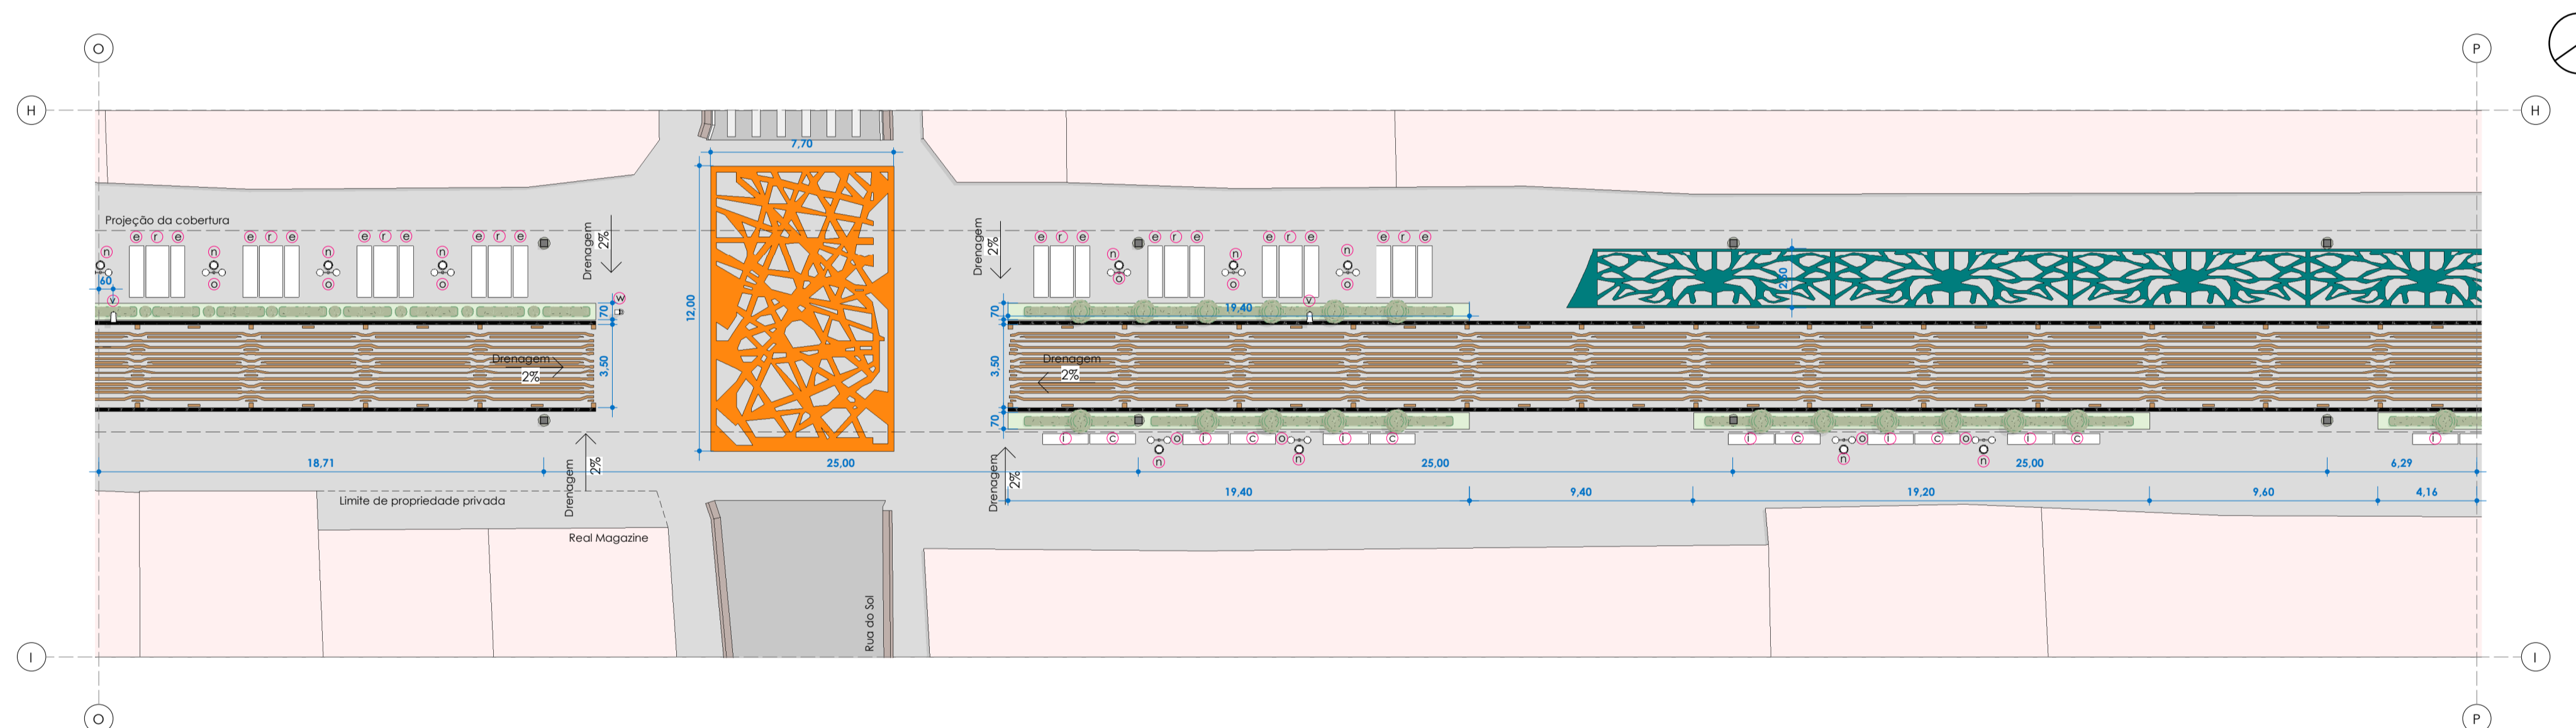 O
P
H
H
7,70
Projeção da cobertura
e r e e r e e r e e r e
Drenagem
2%
Drenagem
2%
e r e e r e e r e e r e
n n n n
n n n
o o o
o o o
60
v
w
70
12,00
70
v
19,40
2,50
Drenagem
2%
3,50
3,50
Drenagem
2%
70
i c o i c o i c
i c o i c o i c
i
n n
n n
18,71
25,00
25,00
25,00
6,29
Drenagem
2%
Drenagem
2%
19,40
9,40
19,20
9,60
4,16
Limite de propriedade privada
Real Magazine
Rua do Sol
I
I
O
P